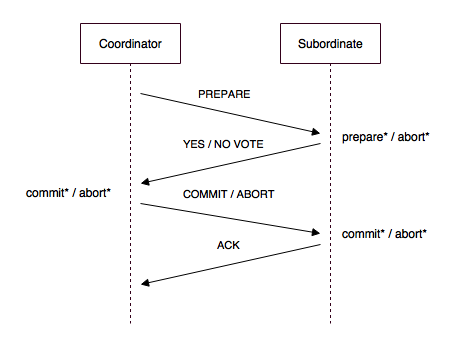 Coordinator
Subordinate
PREPARE
prepare* / abort*
YES / NO VOTE
commit* / abort*
COMMIT / ABORT
commit* / abort*
ACK